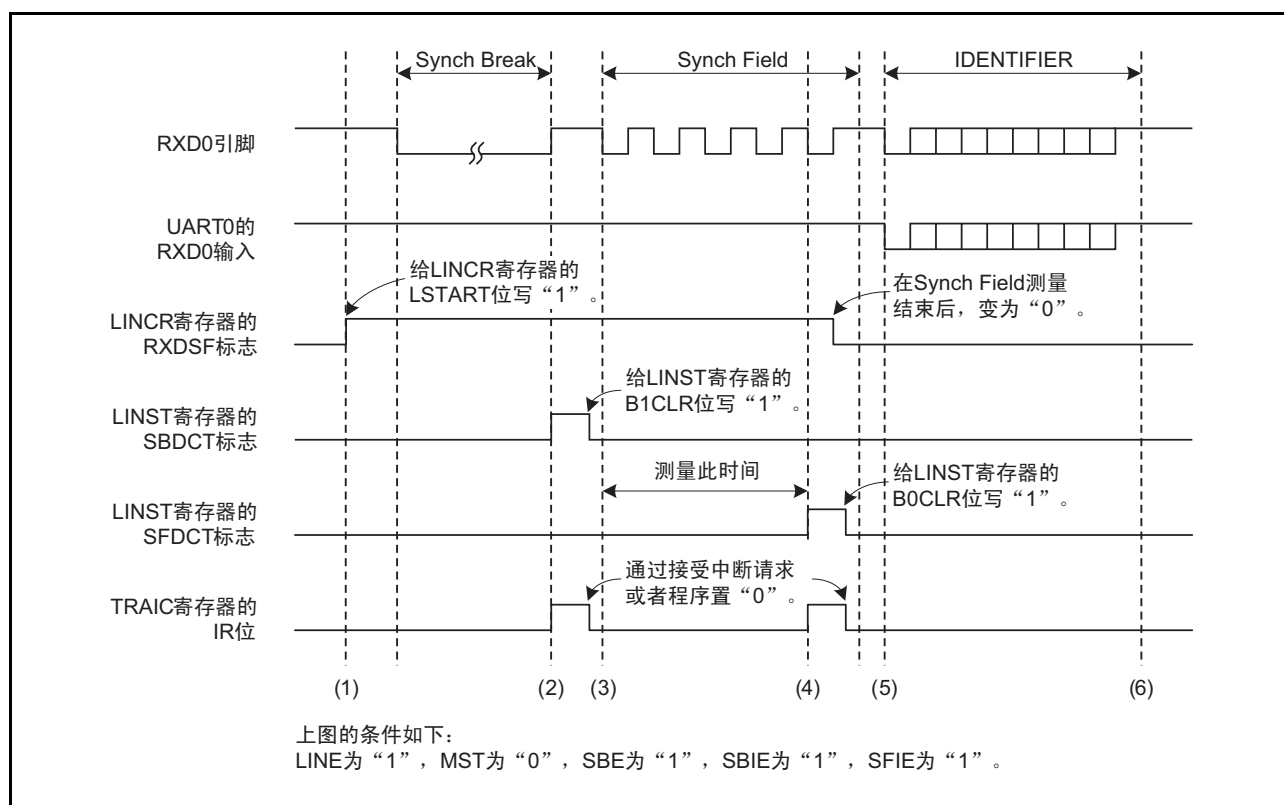 Synch Break
Synch Field
IDENTIFIER
RXD0引脚
UART0的
RXD0输入
给LINCR寄存器的
LSTART位写“1”。
在Synch Field测量
结束后，变为“0”。
LINCR寄存器的
RXDSF标志
给LINST寄存器的
B1CLR位写“1”。
LINST寄存器的
SBDCT标志
测量此时间
给LINST寄存器的
B0CLR位写“1”。
LINST寄存器的
SFDCT标志
通过接受中断请求
或者程序置“0”。
TRAIC寄存器的
IR位
(1)
(2)
(3)
(4)
(5)
(6)
上图的条件如下：
LINE为“1”，MST为“0”，SBE为“1”，SBIE为“1”，SFIE为“1”。